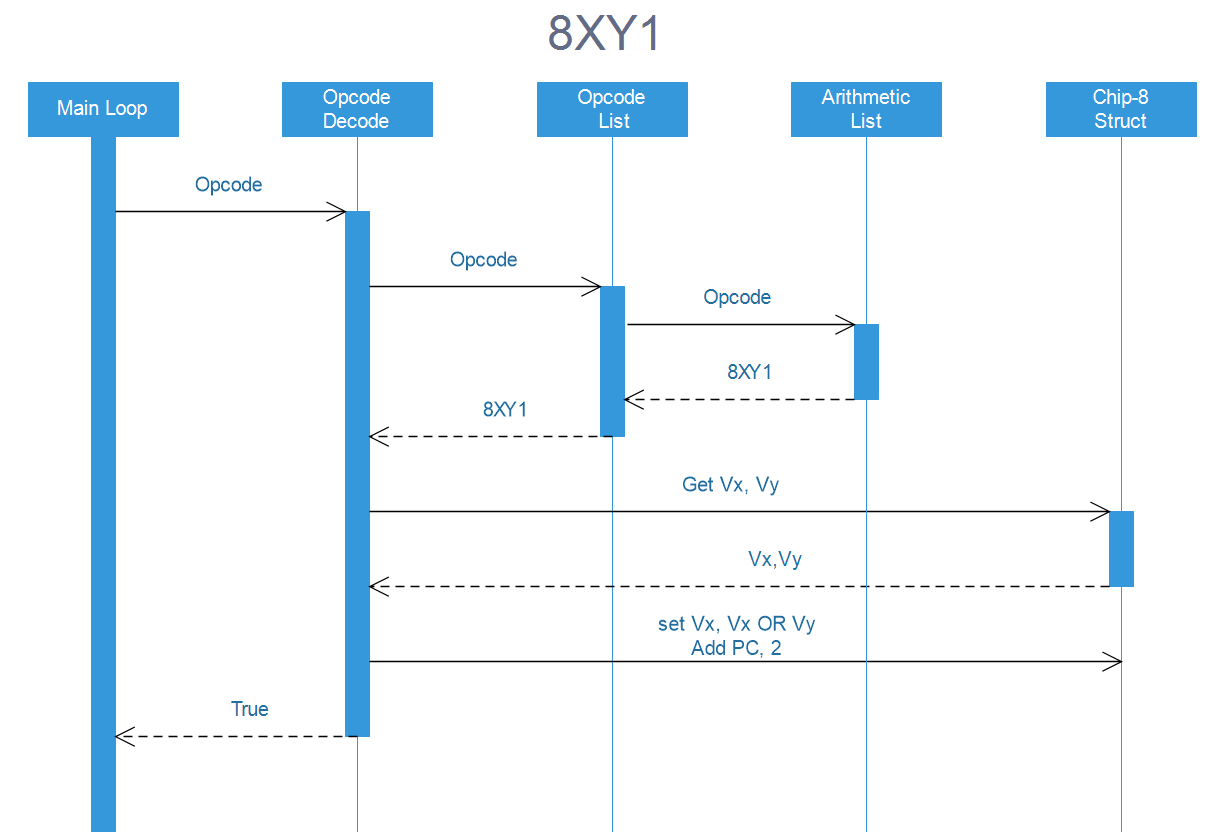 8XY1
Main Loop
Opcode
Decode
Opcode
List
Arithmetic
List
Chip-8
Struct
Opcode
Opcode
Opcode
8XY1
8XY1
Get Vx, Vy
Vx,Vy
set Vx, Vx OR Vy
Add PC, 2
True